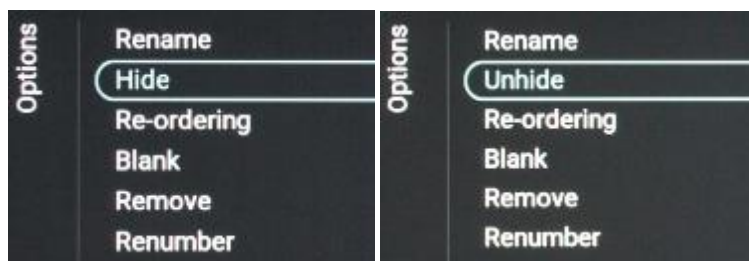 Options
Rename
Hide
Re-ordering
Blank
Remove
Renumber
Options
Rename
Unhide
Re-ordering
Blank
Remove
Renumber